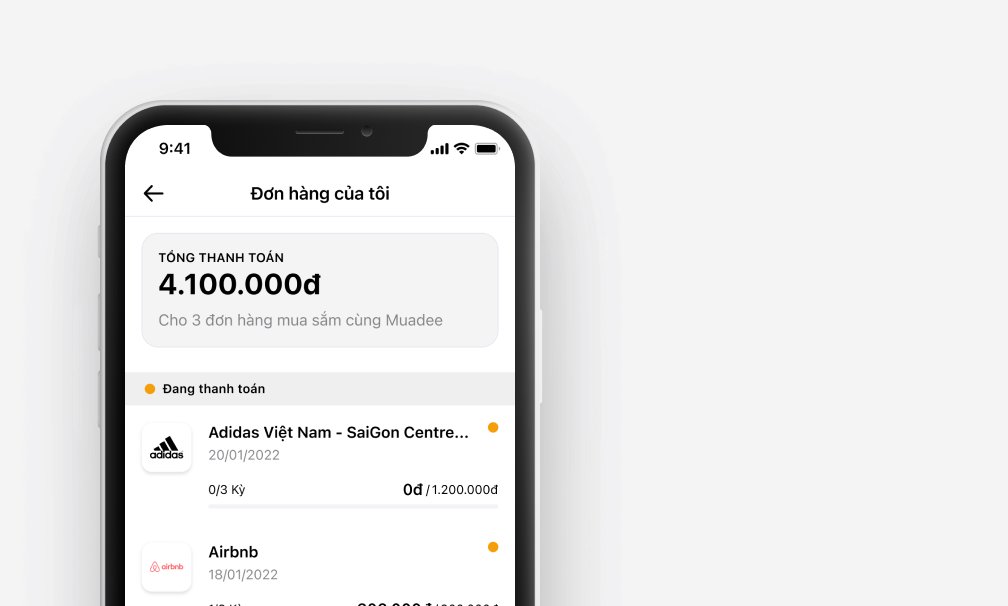 9:41
Đơn hàng của tôi
TỔNG THANH TOÁN
4.100.000đ
Cho 3 đơn hàng mua sắm cùng Muadee
Đang thanh toán
adidas
Adidas Việt Nam - SaiGon Centre...
20/01/2022
0/3 Kỳ 0đ / 1.200.000đ
airbnb
Airbnb
18/01/2022